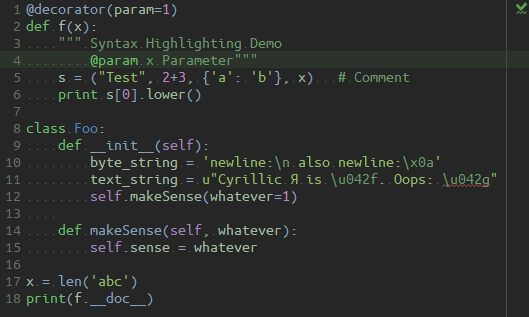 1 @decorator(param=1)
2 def f(x):
3     """ Syntax Highlighting Demo
4         @param x Parameter"""
5     s = ("Test", 2+3, {'a': 'b'}, x)   # Comment
6     print s[0].lower()
7
8 class Foo:
9     def __init__(self):
10         byte_string = 'newline:\n also newline:\x0a'
11         text_string = u"Cyrillic Я is \u042f. Oops: \u042g"
12         self.makeSense(whatever=1)
13
14     def makeSense(self, whatever):
15         self.sense = whatever
16
17 x = len('abc')
18 print(f.__doc__)